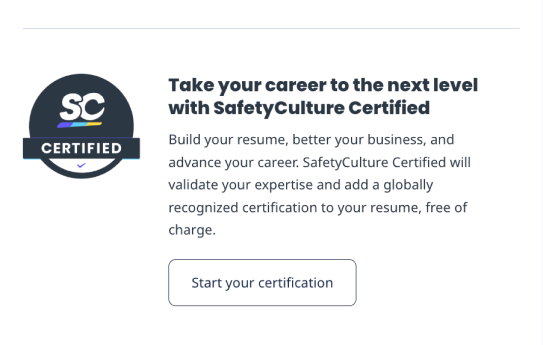 SC
CERTIFIED
Take your career to the next level
with SafetyCulture Certified
Build your resume, better your business, and
advance your career. SafetyCulture Certified will
validate your expertise and add a globally
recognized certification to your resume, free of
charge.
Start your certification